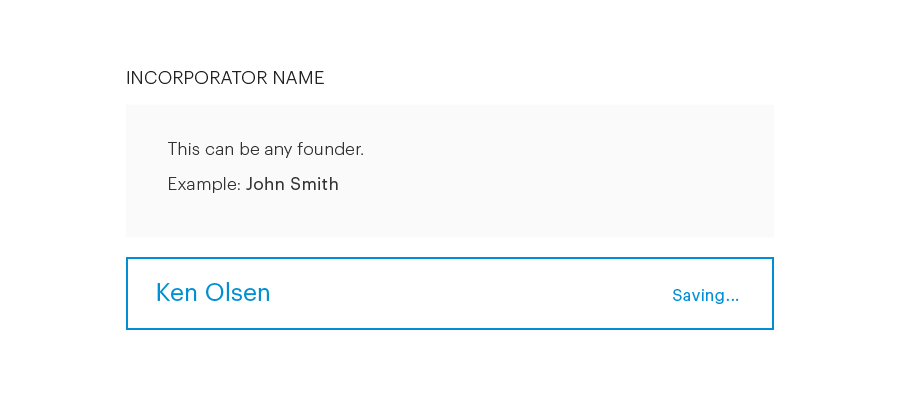 INCORPORATOR NAME
This can be any founder.
Example: John Smith
Ken Olsen
Saving...